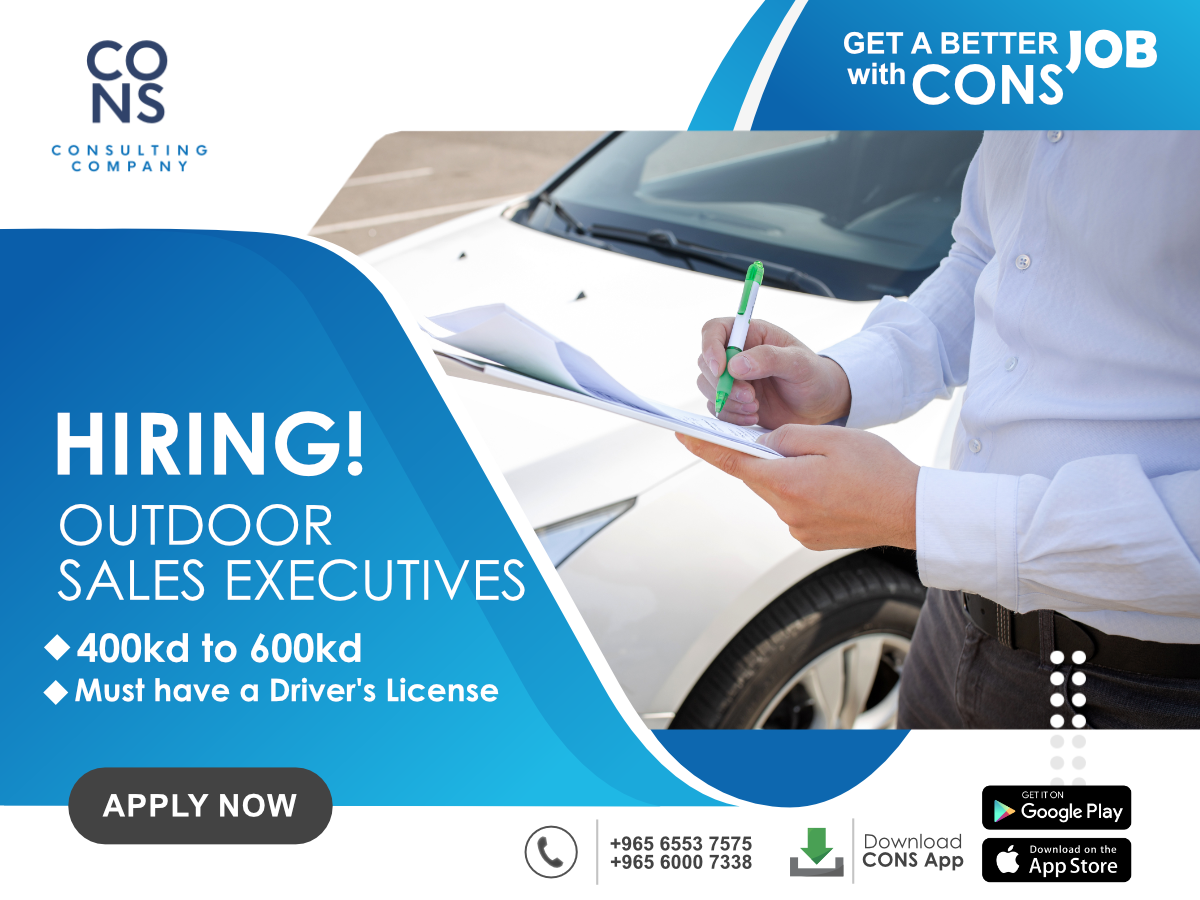 CO
NS
CONSULTING
COMPANY
GET A BETTER JOB
with CONS
HIRING!
OUTDOOR
SALES EXECUTIVES
400kd to 600kd
Must have a Driver's License
APPLY NOW
+965 6553 7575
+965 6000 7338
Download
CONS App
GET IT ON
Google Play
Download on the
App Store